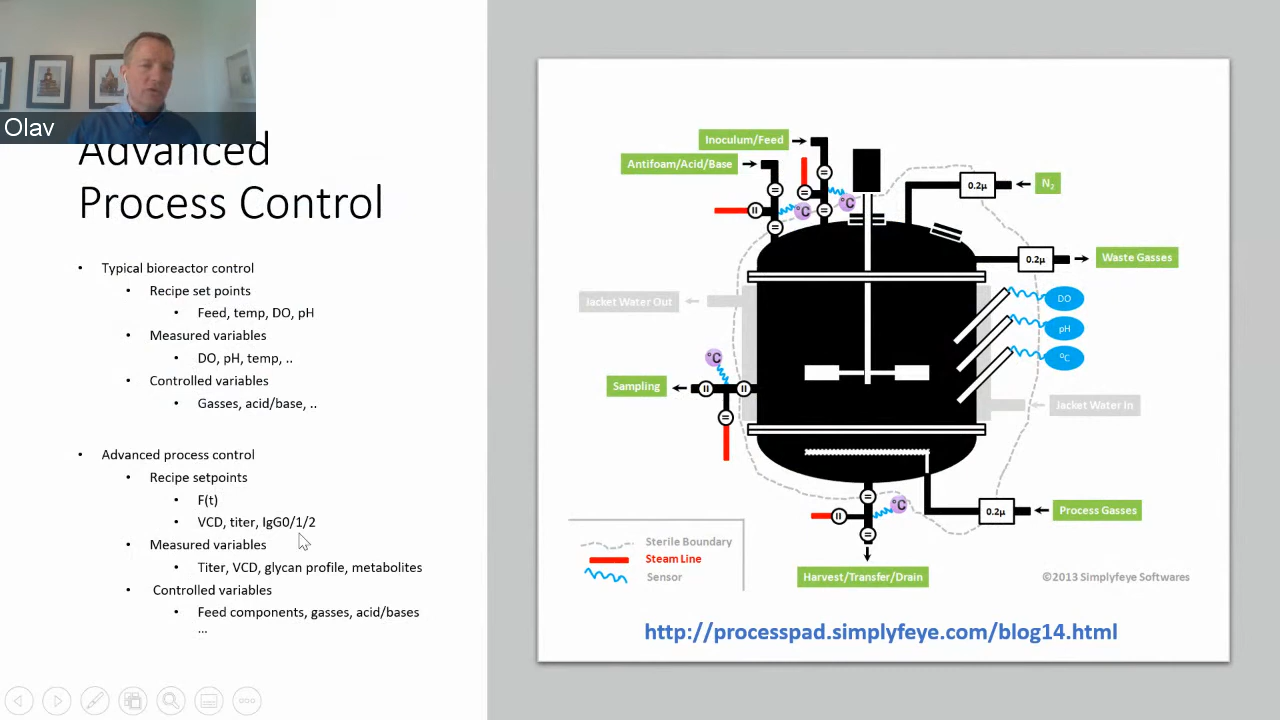 Olav
Advanced
Process Control
• Typical bioreactor control
• Recipe set points
• Feed, temp, DO, pH
• Measured variables
• DO, pH, temp, ..
• Controlled variables
• Gasses, acid/base, ..
• Advanced process control
• Recipe setpoints
• F(t)
• VCD, titer, IgG0/1/2
• Measured variables
• Titer, VCD, glycan profile, metabolites
• Controlled variables
• Feed components, gasses, acid/bases
...
Inoculum/Feed
Antifoam/Acid/Base
°C
°C
0.2µ
N2
0.2µ
Waste Gasses
Jacket Water Out
DO
pH
°C
°C
Sampling
Jacket Water In
°C
0.2µ
Process Gasses
Sterile Boundary
Steam Line
Sensor
Harvest/Transfer/Drain
©2013 Simplyfeye Softwares
http://processpad.simplyfeye.com/blog14.html